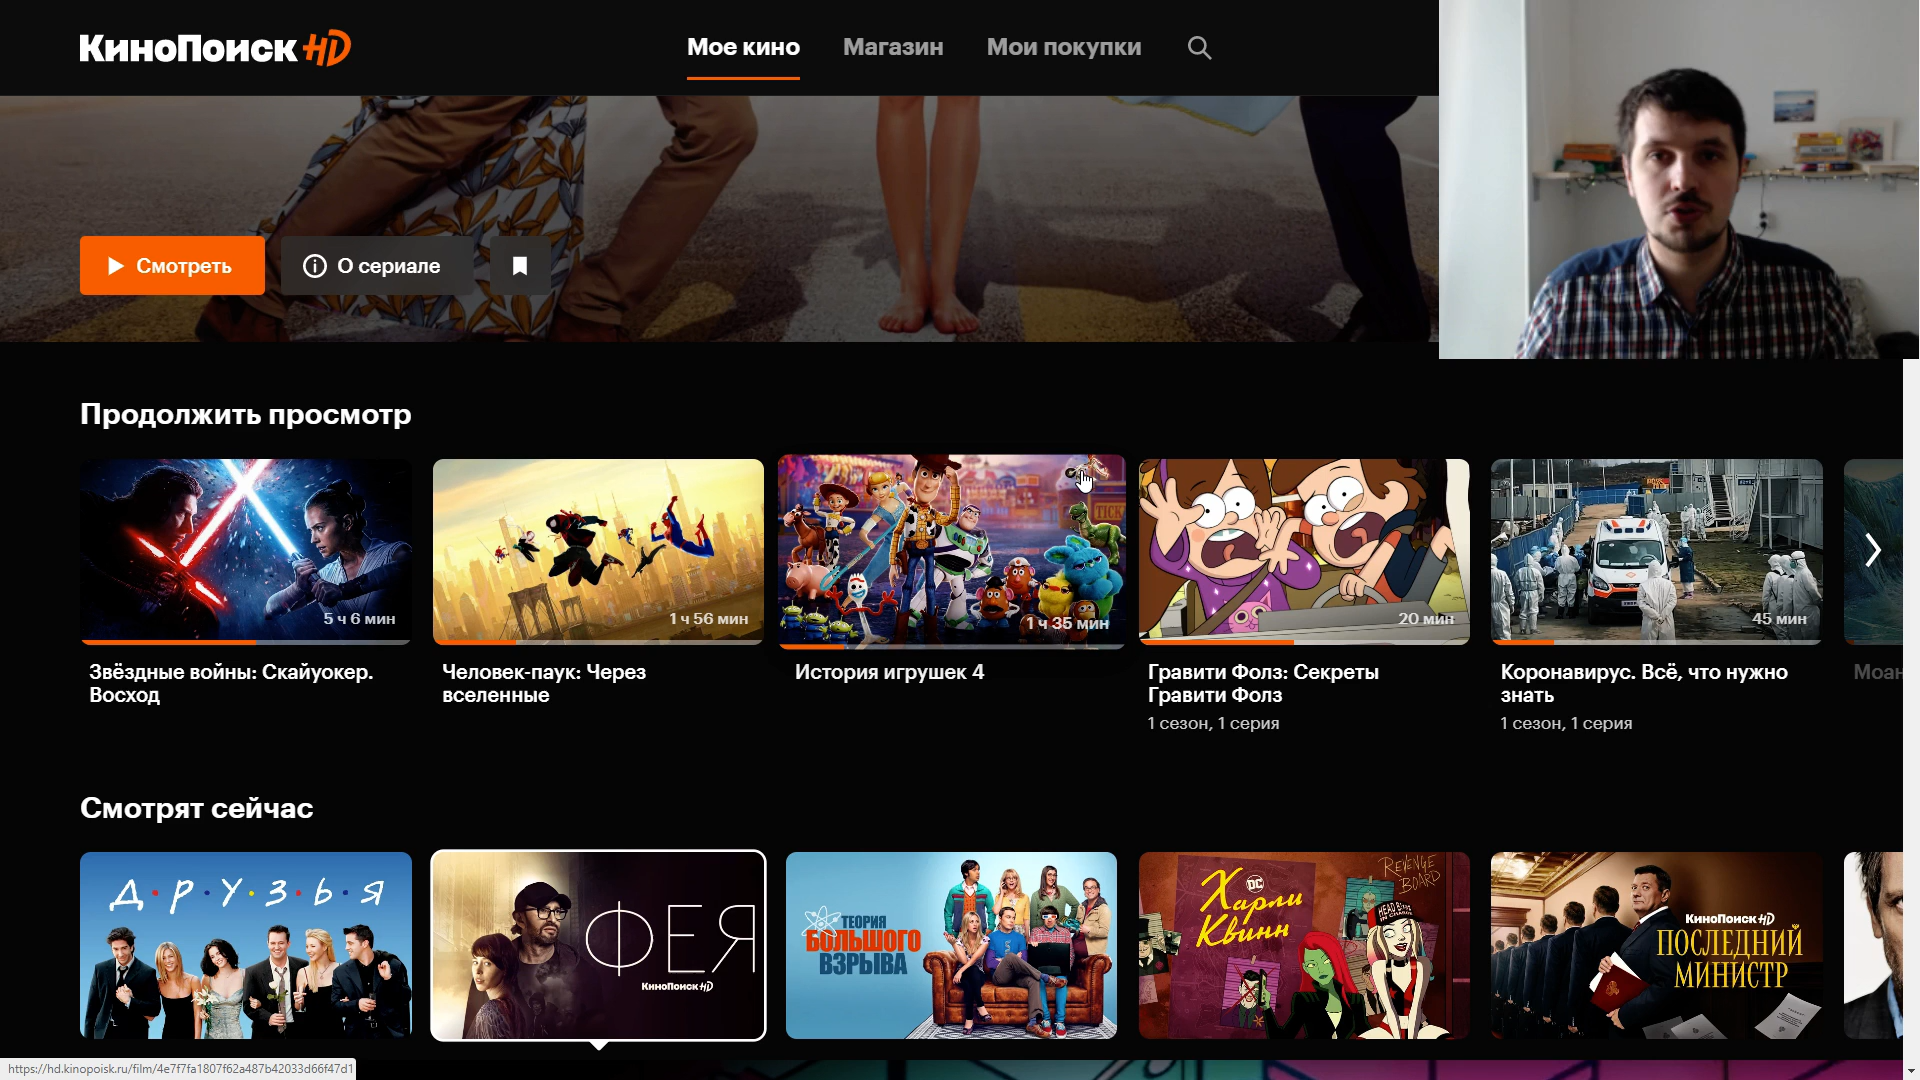 КиноПоиск HD
Мое кино
Магазин
Мои покупки
Смотреть
О сериале
Продолжить просмотр
5 ч 6 мин
1 ч 56 мин
TICK
1 ч 35 мин
20 мин
45 мин
Звёздные войны: Скайуокер.
Восход
Человек-паук: Через
вселенные
История игрушек 4
Гравити Фолз: Секреты
Гравити Фолз
1 сезон, 1 серия
Коронавирус. Всё, что нужно
знать
1 сезон, 1 серия
Моан
Смотрят сейчас
Д·Р·У·З·Ь·Я
ФЕЯ
КиноПоиск HD
ТЕОРИЯ
БОЛЬШОГО
ВЗРЫВА
DC
Харли
Квинн
REVENGE
BOARD
КиноПоиск HD
ПОСЛЕДНИЙ
МИНИСТР
https://hd.kinopoisk.ru/film/4e7f7fa1807f62a487b42033d66f47d1